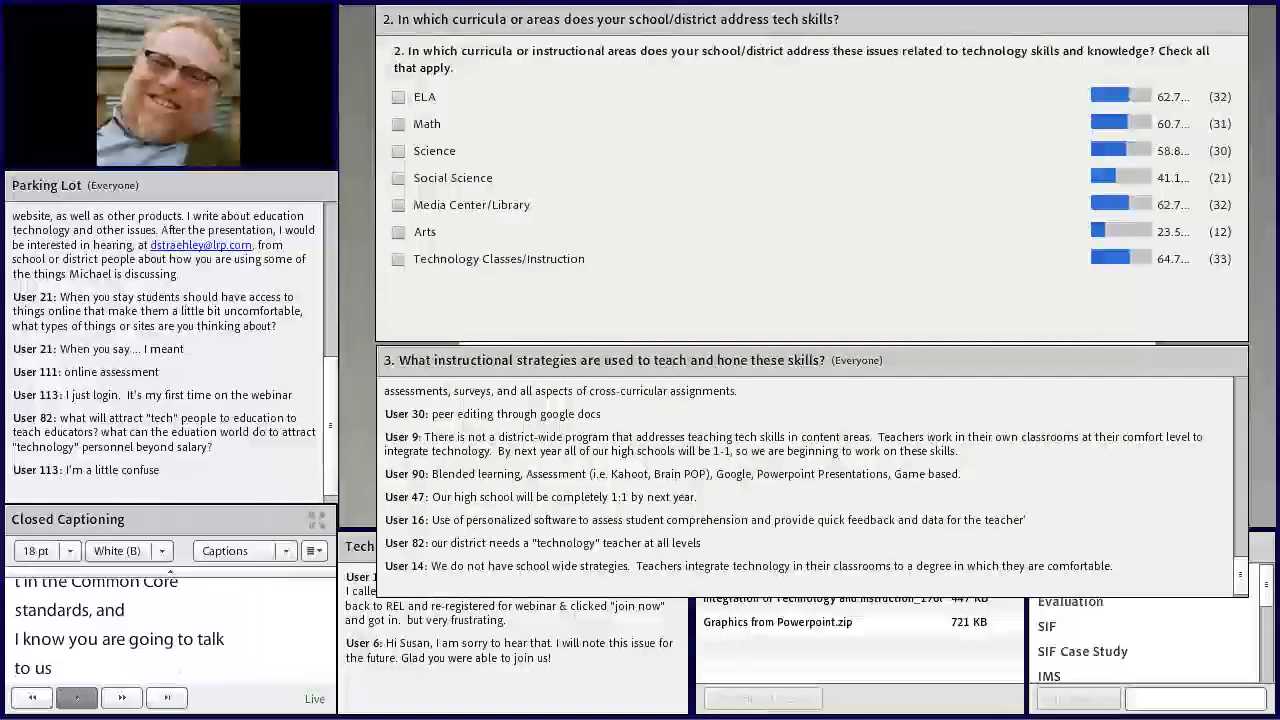 2. In which curricula or areas does your school/district address tech skills?
2. In which curricula or instructional areas does your school/district address these issues related to technology skills and knowledge? Check all
that apply.
ELA 62.7... (32)
Math 60.7... (31)
Science 58.8... (30)
Social Science 41.1... (21)
Media Center/Library 62.7... (32)
Arts 23.5... (12)
Technology Classes/Instruction 64.7... (33)
Parking Lot (Everyone)
website, as well as other products. I write about education
technology and other issues. After the presentation, I would
be interested in hearing, at dstraehley@lrp.com, from
school or district people about how you are using some of
the things Michael is discussing.
User 21: When you stay students should have access to
things online that make them a little bit uncomfortable,
what types of things or sites are you thinking about?
User 21: When you say ... I meant
User 111: online assessment
User 113: I just login.  It's my first time on the webinar
User 82: what will attract "tech" people to education to
teach educators? what can the eduation world do to attract
"technology" personnel beyond salary?
User 113: I'm a little confuse
3. What instructional strategies are used to teach and hone these skills? (Everyone)
assessments, surveys, and all aspects of cross-curricular assignments.
User 30: peer editing through google docs
User 9: There is not a district-wide program that addresses teaching tech skills in content areas.  Teachers work in their own classrooms at their comfort level to
integrate technology.  By next year all of our high schools will be 1-1, so we are beginning to work on these skills.
User 90: Blended learning, Assessment (i.e. Kahoot, Brain POP), Google, Powerpoint Presentations, Game based.
User 47: Our high school will be completely 1:1 by next year.
User 16: Use of personalized software to assess student comprehension and provide quick feedback and data for the teacher'
User 82: our district needs a "technology" teacher at all levels
User 14: We do not have school wide strategies.  Teachers integrate technology in their classrooms to a degree in which they are comfortable.
Closed Captioning
18 pt White (B) Captions
t in the Common Core
standards, and
I know you are going to talk
to us
Live
Tech
User 1
I calle
back to REL and re-registered for webinar & clicked "join now"
and got in.  but very frustrating.
User 6: Hi Susan, I am sorry to hear that. I will note this issue for
the future. Glad you were able to join us!
Integration of Technology and Instruction_ 447 KB
Graphics from Powerpoint.zip 721 KB
Evaluation
SIF
SIF Case Study
IMS